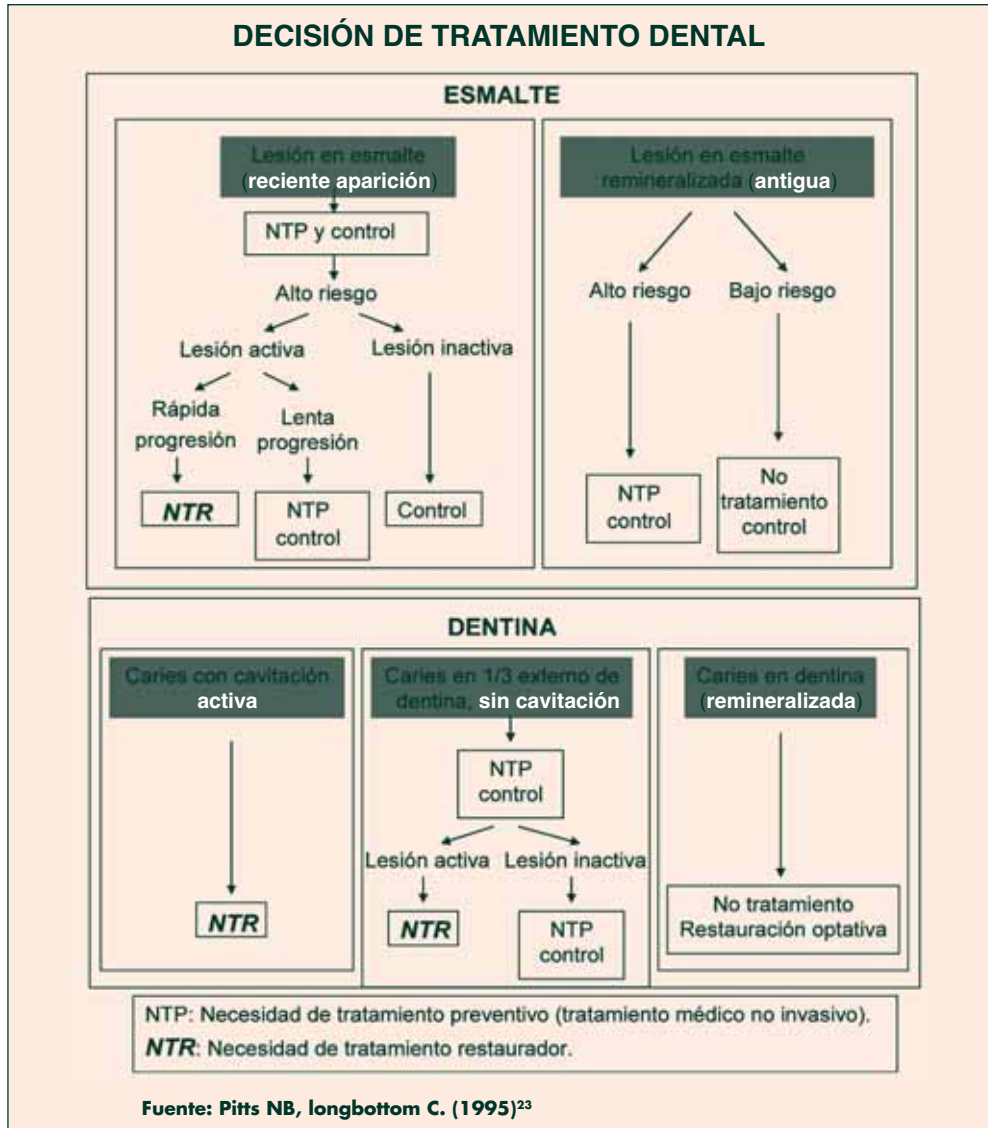 DECISIÓN DE TRATAMIENTO DENTAL
ESMALTE
Lesión en esmalte
(reciente aparición)
NTP y control
Alto riesgo
Lesión activa
Lesión inactiva
Rápida
progresión
Lenta
progresión
NTR
NTP
control
Control
Lesión en esmalte
remineralizada (antigua)
Alto riesgo
Bajo riesgo
NTP
control
No
tratamiento
control
DENTINA
Caries con cavitación
activa
NTR
Caries en 1/3 externo de
dentina, sin cavitación
NTP
control
Lesión activa
Lesión inactiva
NTR
NTP
control
Caries en dentina
(remineralizada)
No tratamiento
Restauración optativa
NTP: Necesidad de tratamiento preventivo (tratamiento médico no invasivo).
NTR: Necesidad de tratamiento restaurador.
Fuente: Pitts NB, longbottom C. (1995)²³